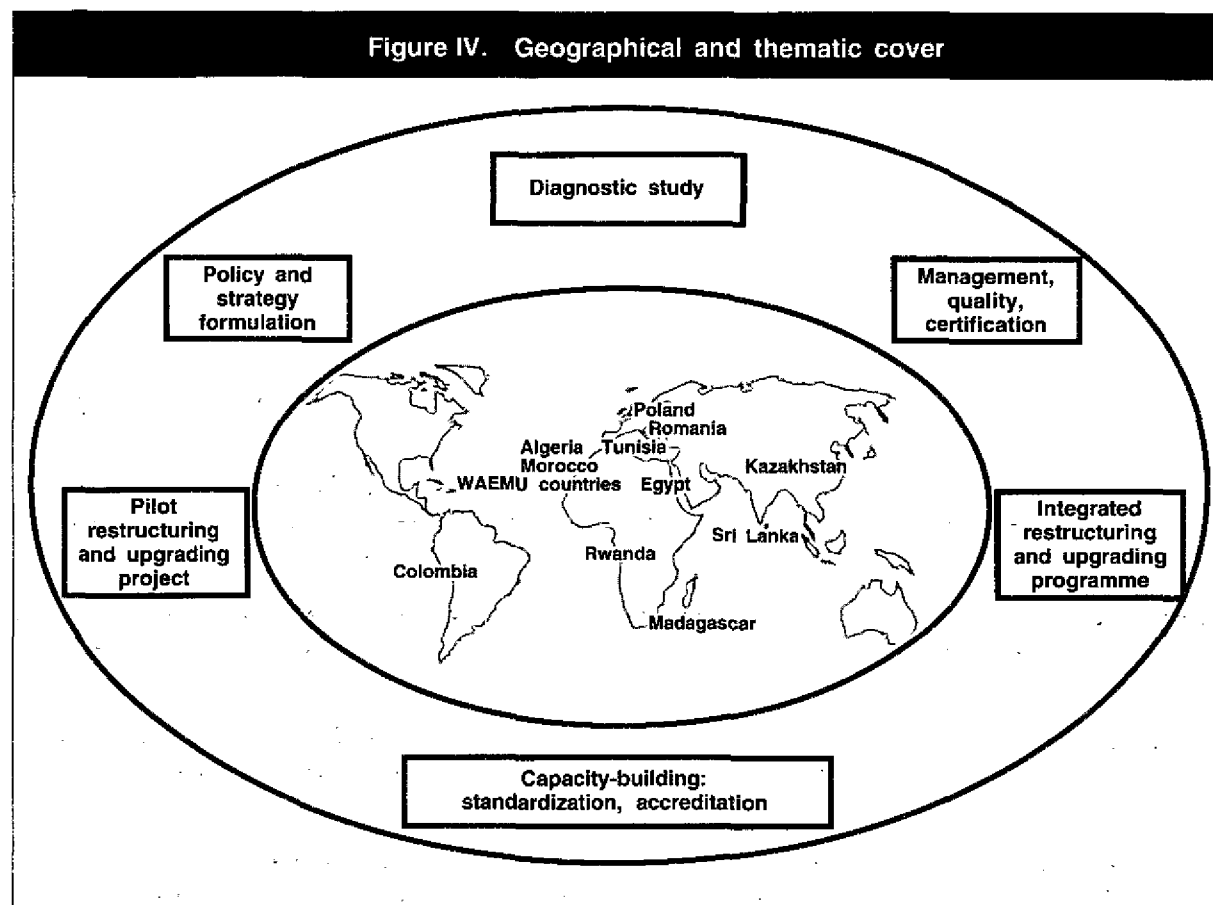 Figure IV. Geographical and thematic cover
Diagnostic study
Policy and
strategy
formulation
Management,
quality,
certification
Poland
Romania
Algeria Tunisia
Morocco
Kazakhstan
WAEMU countries Egypt
Sri Lanka
Rwanda
Colombia
Madagascar
Pilot
restructuring
and upgrading
project
Integrated
restructuring
and upgrading
programme
Capacity-building:
standardization, accreditation